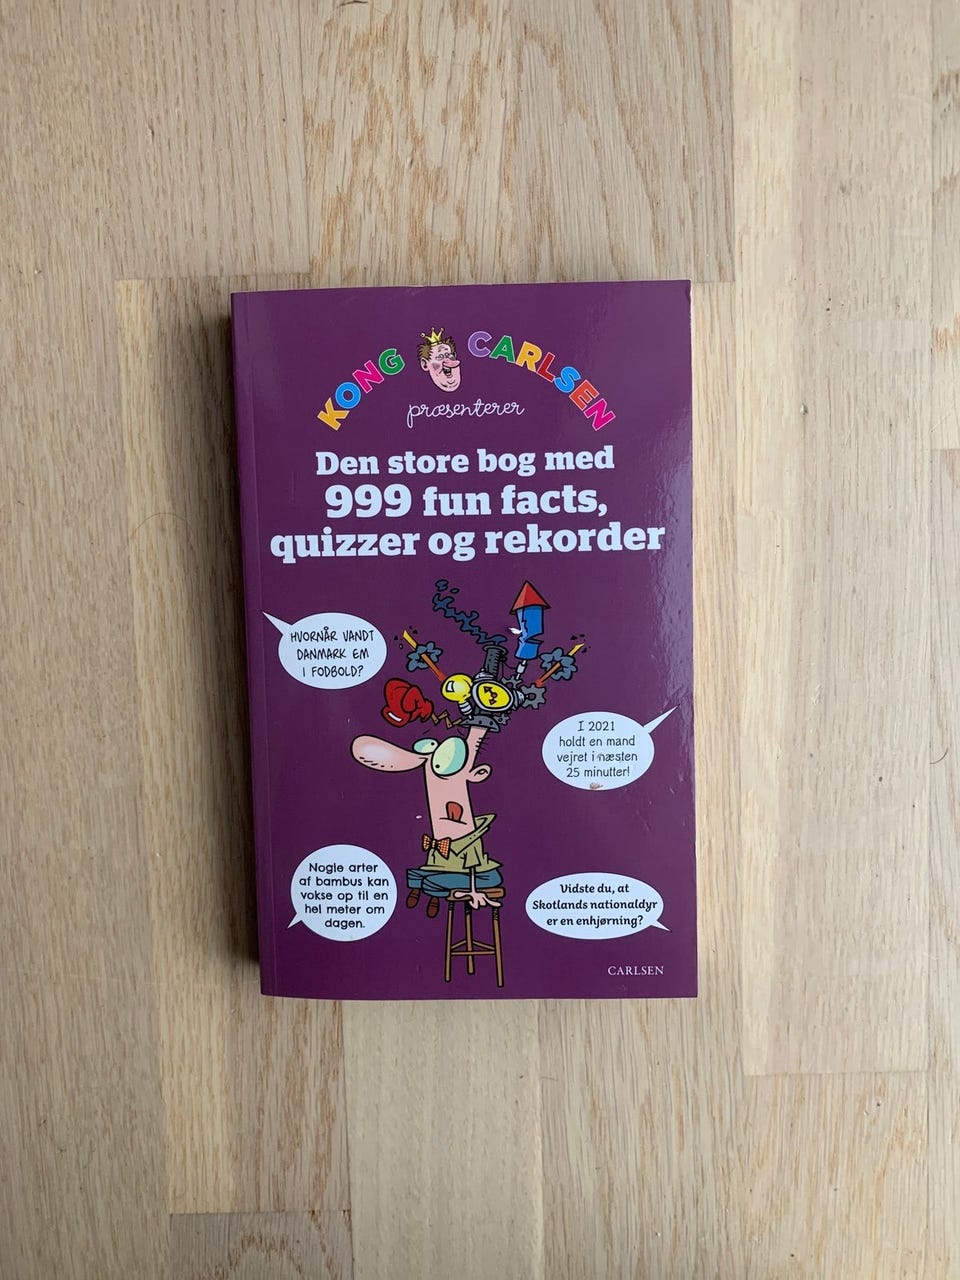 KONG CARLSEN
præsenterer
Den store bog med
999 fun facts,
quizzer og rekorder
HVORNÅR VANDT
DANMARK EM
I FODBOLD?
I 2021
holdt en mand
vejret i næsten
25 minutter!
Nogle arter
af bambus kan
vokse op til en
hel meter om
dagen.
Vidste du, at
Skotlands nationaldyr
er en enhjørning?
CARLSEN